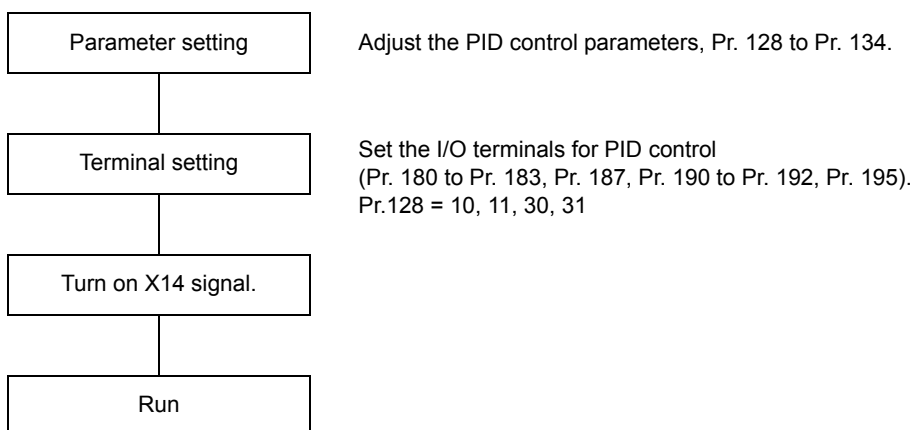 Parameter setting
Adjust the PID control parameters, Pr. 128 to Pr. 134.
Terminal setting
Set the I/O terminals for PID control
(Pr. 180 to Pr. 183, Pr. 187, Pr. 190 to Pr. 192, Pr. 195).
Pr.128 = 10, 11, 30, 31
Turn on X14 signal.
Run